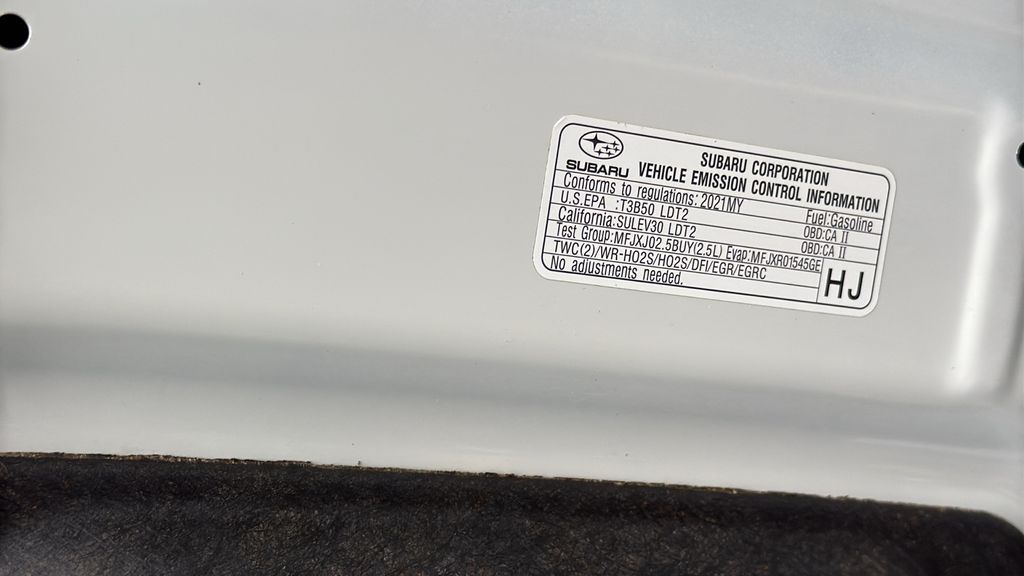 SUBARU
SUBARU CORPORATION
VEHICLE EMISSION CONTROL INFORMATION
Conforms to regulations: 2021MY Fuel:Gasoline
U.S.EPA :T3B50 LDT2 OBD:CA II
California:SULEV30 LDT2 OBD:CA II
Test Group:MFJXJ02.5BUY(2.5L) Evap:MFJXR01545GE
TWC(2)/WR-HO2S/HO2S/DFI/EGR/EGRC
No adjustments needed.
HJ